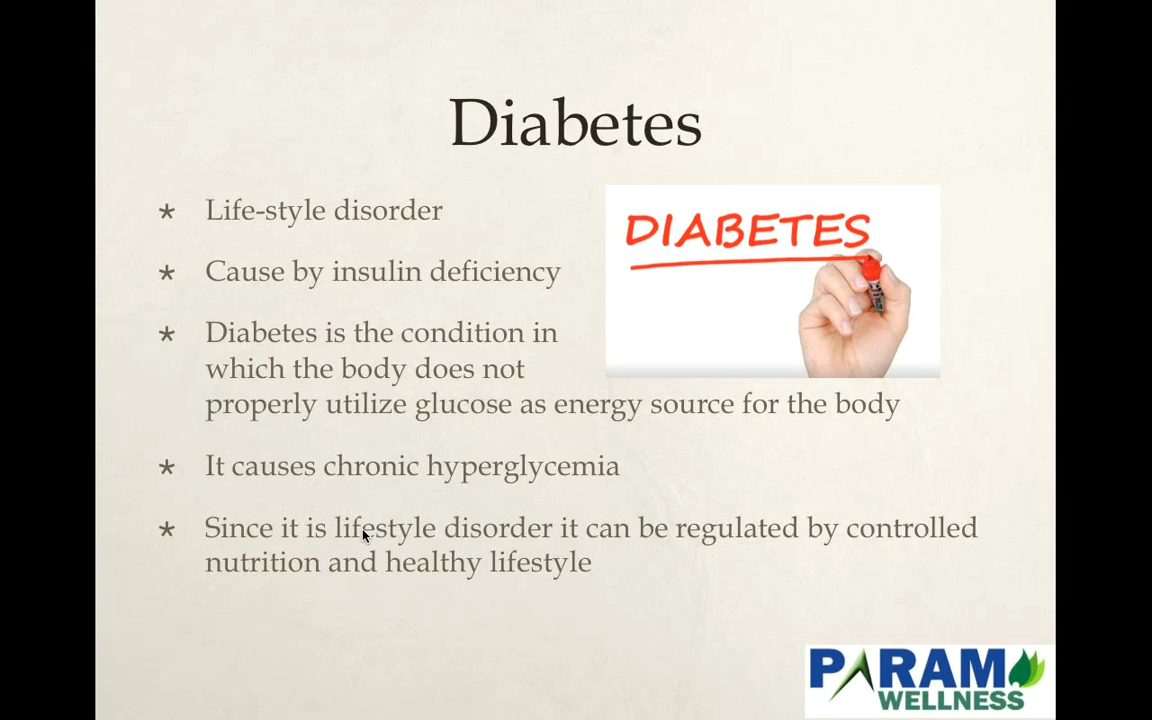 Diabetes
* Life-style disorder
* Cause by insulin deficiency
* Diabetes is the condition in
which the body does not
properly utilize glucose as energy source for the body
* It causes chronic hyperglycemia
* Since it is lifestyle disorder it can be regulated by controlled
nutrition and healthy lifestyle
DIABETES
PARAM
WELLNESS